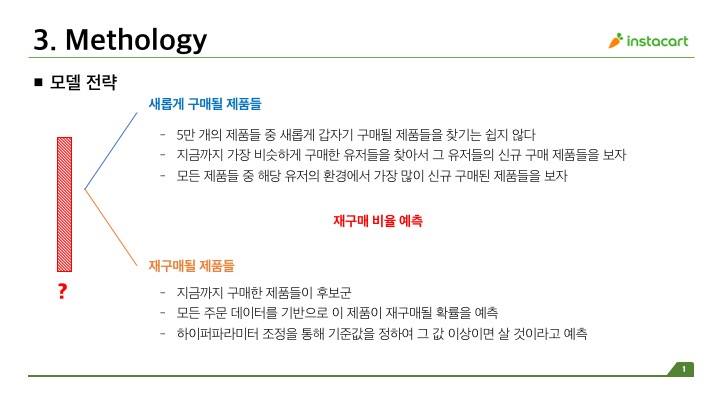 3. Methology
instacart
■ 모델 전략
새롭게 구매될 제품들
- 5만 개의 제품들 중 새롭게 갑자기 구매될 제품들을 찾기는 쉽지 않다
- 지금까지 가장 비슷하게 구매한 유저들을 찾아서 그 유저들의 신규 구매 제품들을 보자
- 모든 제품들 중 해당 유저의 환경에서 가장 많이 신규 구매된 제품들을 보자
재구매 비율 예측
재구매될 제품들
?
- 지금까지 구매한 제품들이 후보군
- 모든 주문 데이터를 기반으로 이 제품이 재구매될 확률을 예측
- 하이퍼파라미터 조정을 통해 기준값을 정하여 그 값 이상이면 살 것이라고 예측
1